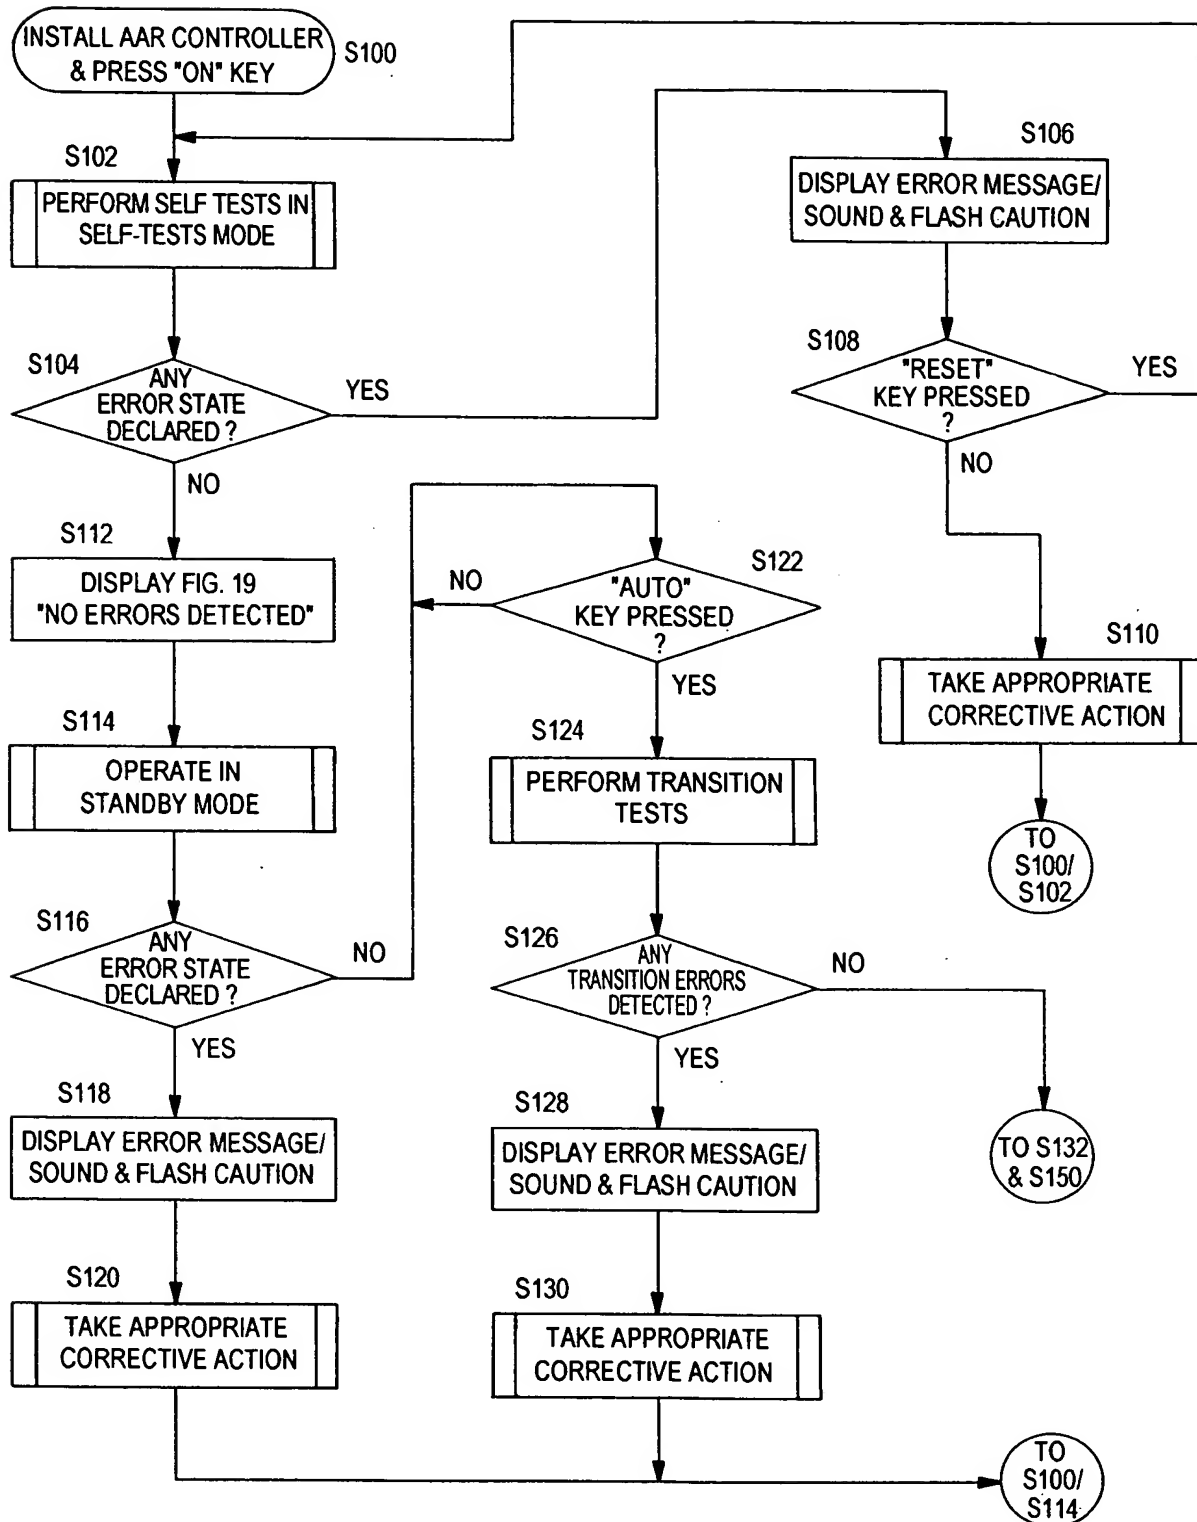 INSTALL AAR CONTROLLER
& PRESS "ON" KEY
S100
S102
PERFORM SELF TESTS IN
SELF-TESTS MODE
S104
ANY
ERROR STATE
DECLARED ?
YES
NO
S106
DISPLAY ERROR MESSAGE/
SOUND & FLASH CAUTION
S108
"RESET"
KEY PRESSED
?
YES
NO
S110
TAKE APPROPRIATE
CORRECTIVE ACTION
TO
S100/
S102
S112
DISPLAY FIG. 19
"NO ERRORS DETECTED"
S114
OPERATE IN
STANDBY MODE
S116
ANY
ERROR STATE
DECLARED ?
NO
YES
S118
DISPLAY ERROR MESSAGE/
SOUND & FLASH CAUTION
S120
TAKE APPROPRIATE
CORRECTIVE ACTION
S122
"AUTO"
KEY PRESSED
?
NO
YES
S124
PERFORM TRANSITION
TESTS
S126
ANY
TRANSITION ERRORS
DETECTED ?
NO
YES
TO S132
& S150
S128
DISPLAY ERROR MESSAGE/
SOUND & FLASH CAUTION
S130
TAKE APPROPRIATE
CORRECTIVE ACTION
TO
S100/
S114